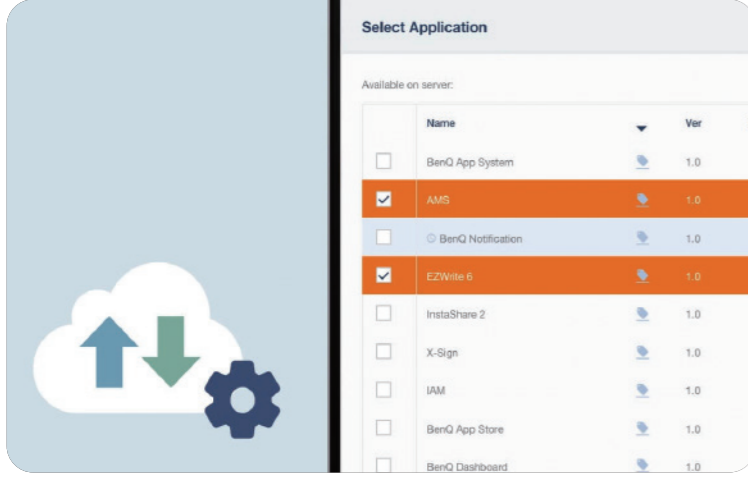 Select Application
Available on server:
Name Ver
BenQ App System 1.0
AMS 1.0
BenQ Notification 1.0
EZWrite 6 1.0
InstaShare 2 1.0
X-Sign 1.0
IAM 1.0
BenQ App Store 1.0
BenQ Dashboard 1.0